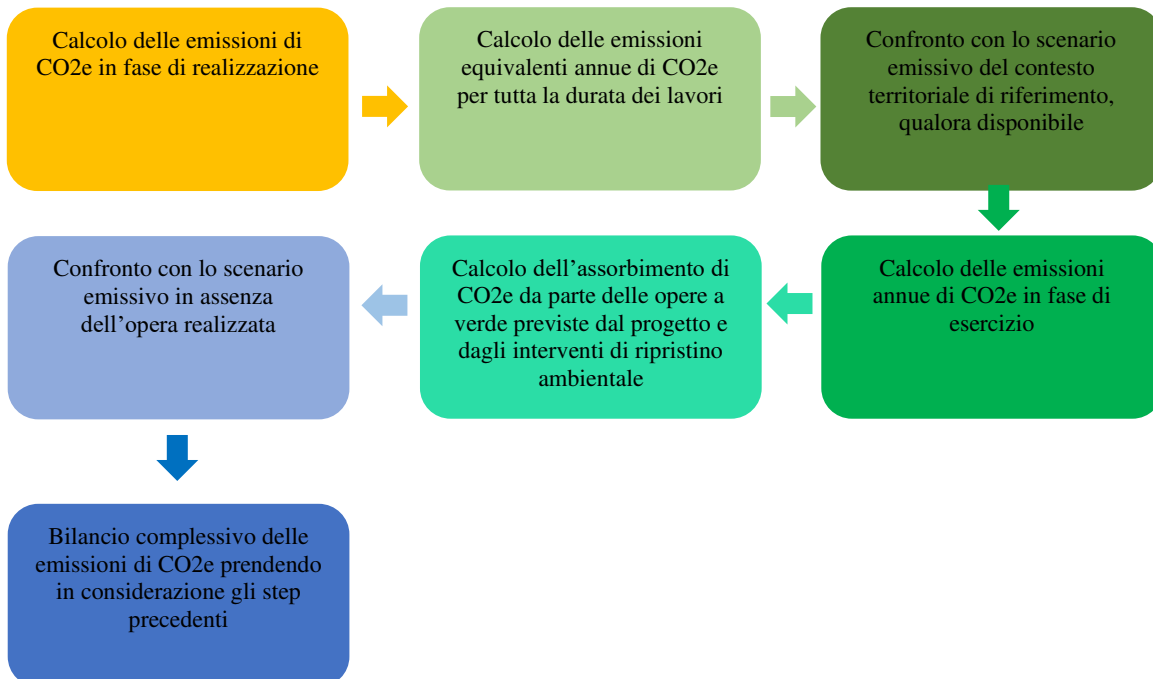 Calcolo delle emissioni di
CO2e in fase di realizzazione
Calcolo delle emissioni
equivalenti annue di CO2e
per tutta la durata dei lavori
Confronto con lo scenario
emissivo del contesto
territoriale di riferimento,
qualora disponibile
Calcolo delle emissioni
annue di CO2e in fase di
esercizio
Calcolo dell’assorbimento di
CO2e da parte delle opere a
verde previste dal progetto e
dagli interventi di ripristino
ambientale
Confronto con lo scenario
emissivo in assenza
dell’opera realizzata
Bilancio complessivo delle
emissioni di CO2e prendendo
in considerazione gli step
precedenti